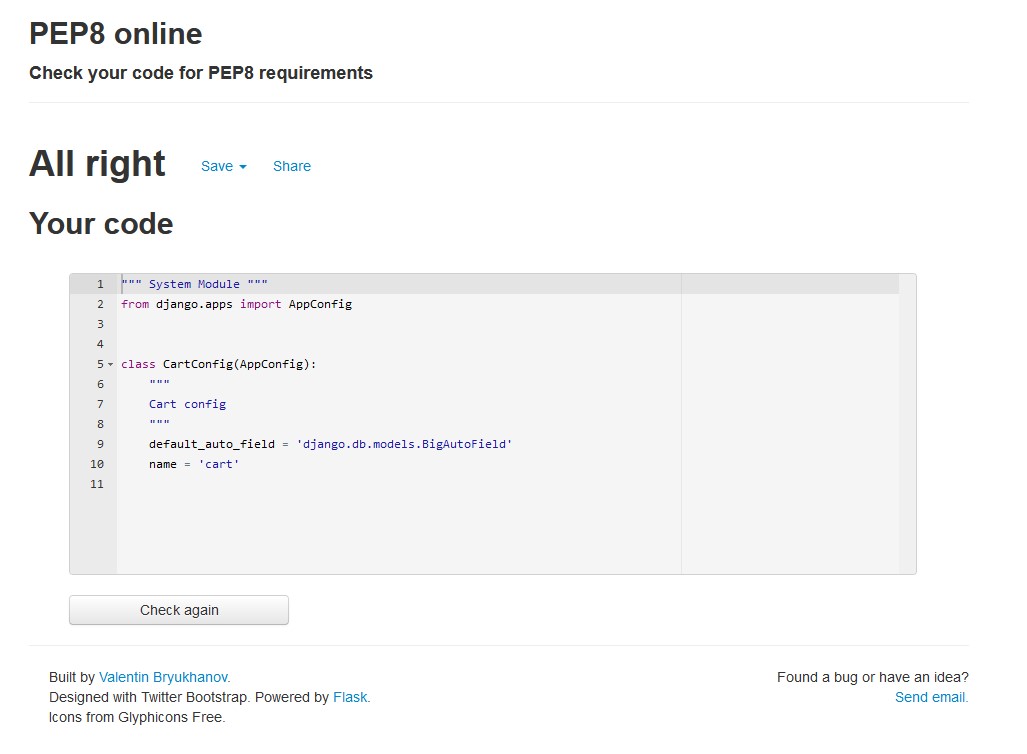 PEP8 online
Check your code for PEP8 requirements
All right Save Share
Your code
1 """ System Module """
2 from django.apps import AppConfig
3
4
5 class CartConfig(AppConfig):
6     """
7     Cart config
8     """
9     default_auto_field = 'django.db.models.BigAutoField'
10     name = 'cart'
11
Check again
Built by Valentin Bryukhanov.
Designed with Twitter Bootstrap. Powered by Flask.
Icons from Glyphicons Free.
Found a bug or have an idea?
Send email.